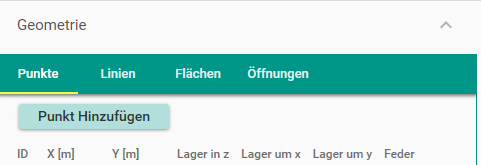 Geometrie
Punkte Linien Flächen Öffnungen
Punkt Hinzufügen
ID X [m] Y [m] Lager in z Lager um x Lager um y Feder